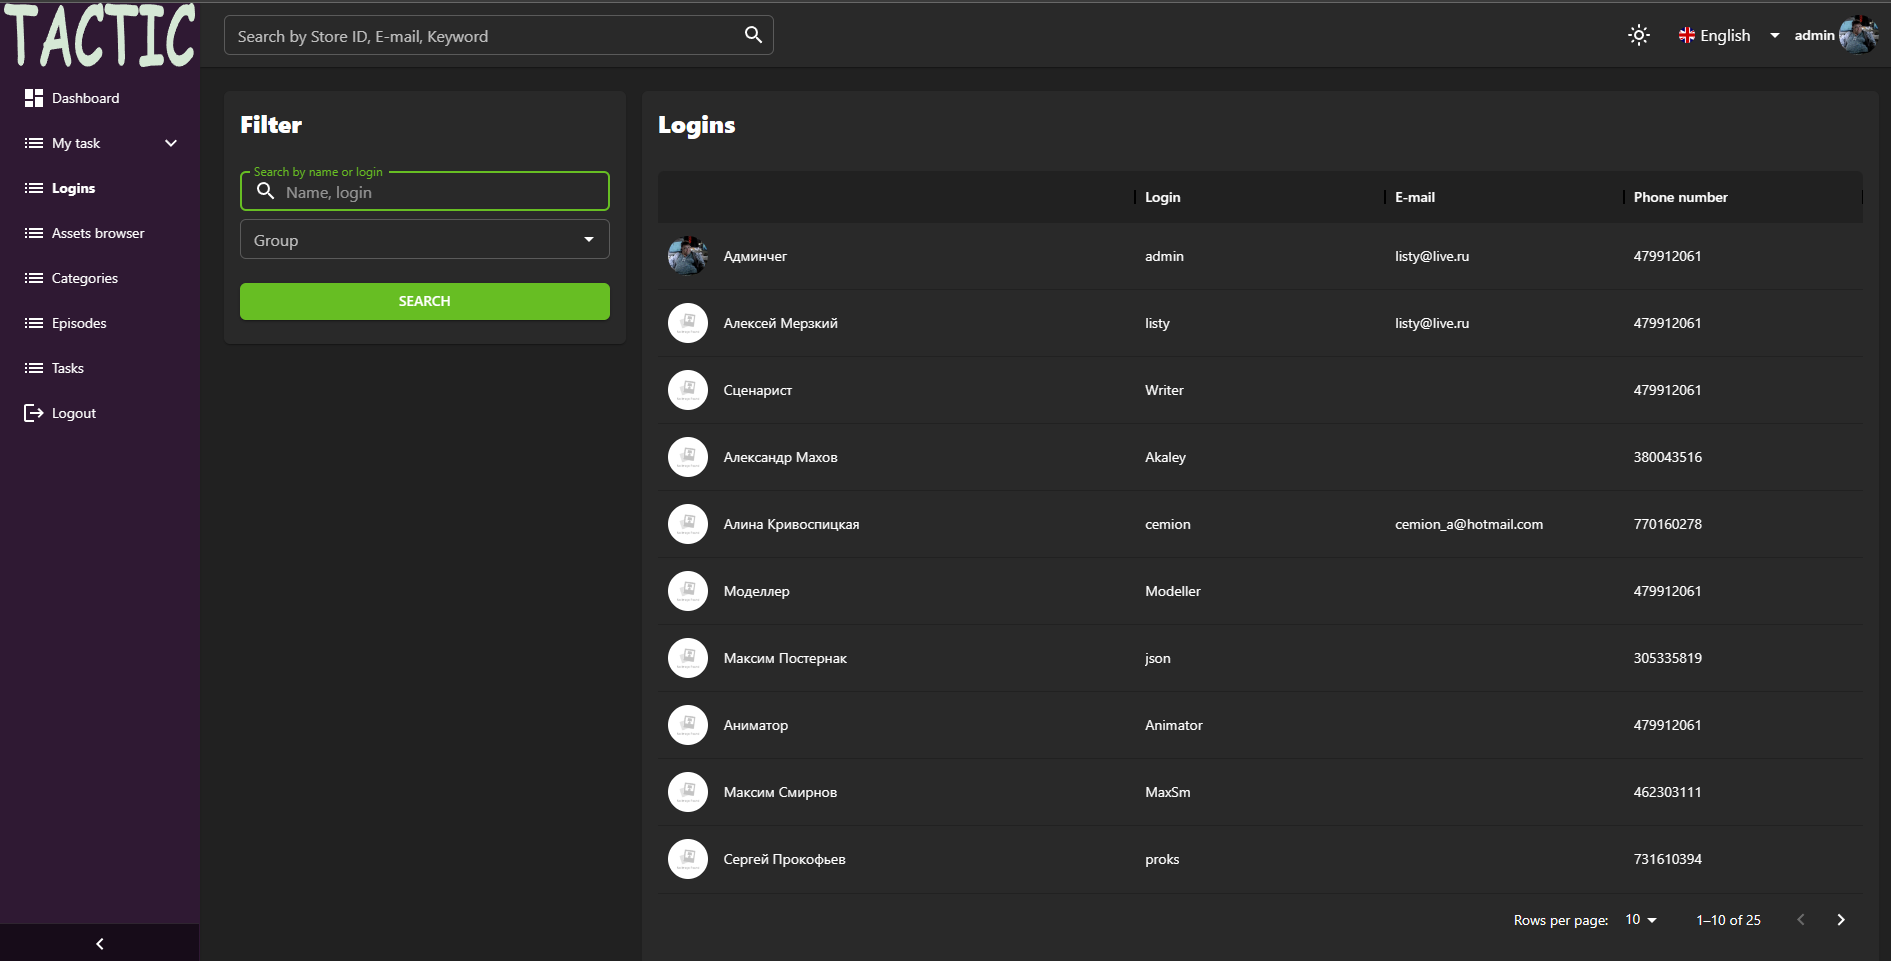 TACTIC
Search by Store ID, E-mail, Keyword
English
admin
Dashboard
My task
Logins
Assets browser
Categories
Episodes
Tasks
Logout
Filter
Search by name or login
Name, login
Group
SEARCH
Logins
Login E-mail Phone number
Админчег admin listy@live.ru 479912061
Алексей Мерзкий listy listy@live.ru 479912061
Сценарист Writer 479912061
Александр Махов Akaley 380043516
Алина Кривоспицкая cemion cemion_a@hotmail.com 770160278
Моделлер Modeller 479912061
Максим Постернак json 305335819
Аниматор Animator 479912061
Максим Смирнов MaxSm 462303111
Сергей Прокофьев proks 731610394
Rows per page: 10 1–10 of 25